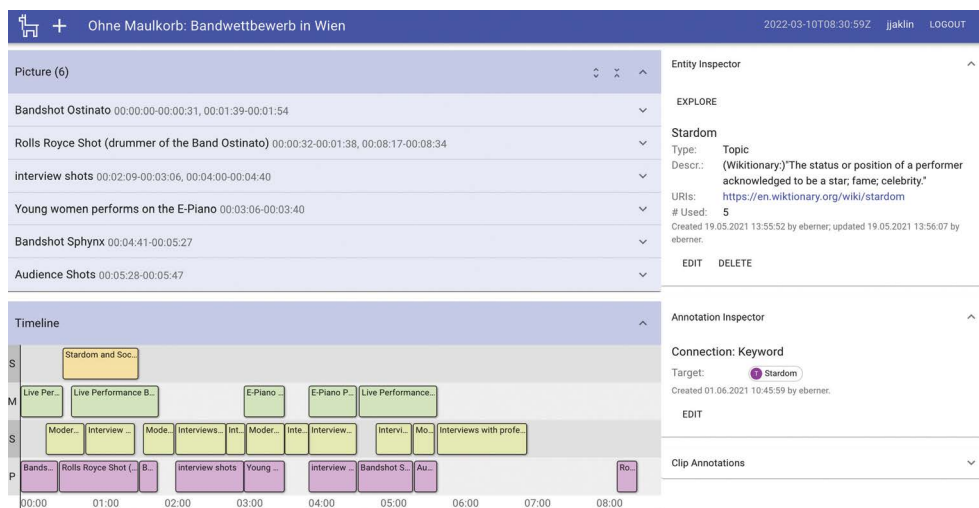 Ohne Maulkorb: Bandwettbewerb in Wien
2022-03-10T08:30:59Z jjaklin LOGOUT
Picture (6)
Bandshot Ostinato 00:00:00-00:00:31, 00:01:39-00:01:54
Rolls Royce Shot (drummer of the Band Ostinato) 00:00:32-00:01:38, 00:08:17-00:08:34
interview shots 00:02:09-00:03:06, 00:04:00-00:04:40
Young women performs on the E-Piano 00:03:06-00:03:40
Bandshot Sphynx 00:04:41-00:05:27
Audience Shots 00:05:28-00:05:47
Timeline
S Stardom and Soc...
M Live Per... Live Performance B... E-Piano ... E-Piano P... Live Performance...
S Moder... Interview ... Mode... Interviews... Int... Moder... Inte... Interview... Intervi... Mo... Interviews with profe...
P Bands... Rolls Royce Shot (... B... interview shots Young ... interview ... Bandshot S... Au... Ro...
00:00 01:00 02:00 03:00 04:00 05:00 06:00 07:00 08:00
Entity Inspector
EXPLORE
Stardom
Type: Topic
Descr.: (Wikitionary:)"The status or position of a performer
acknowledged to be a star; fame; celebrity."
URIs: https://en.wiktionary.org/wiki/stardom
# Used: 5
Created 19.05.2021 13:55:52 by eberner; updated 19.05.2021 13:56:07 by
eberner.
EDIT DELETE
Annotation Inspector
Connection: Keyword
Target: T Stardom
Created 01.06.2021 10:45:59 by eberner.
EDIT
Clip Annotations